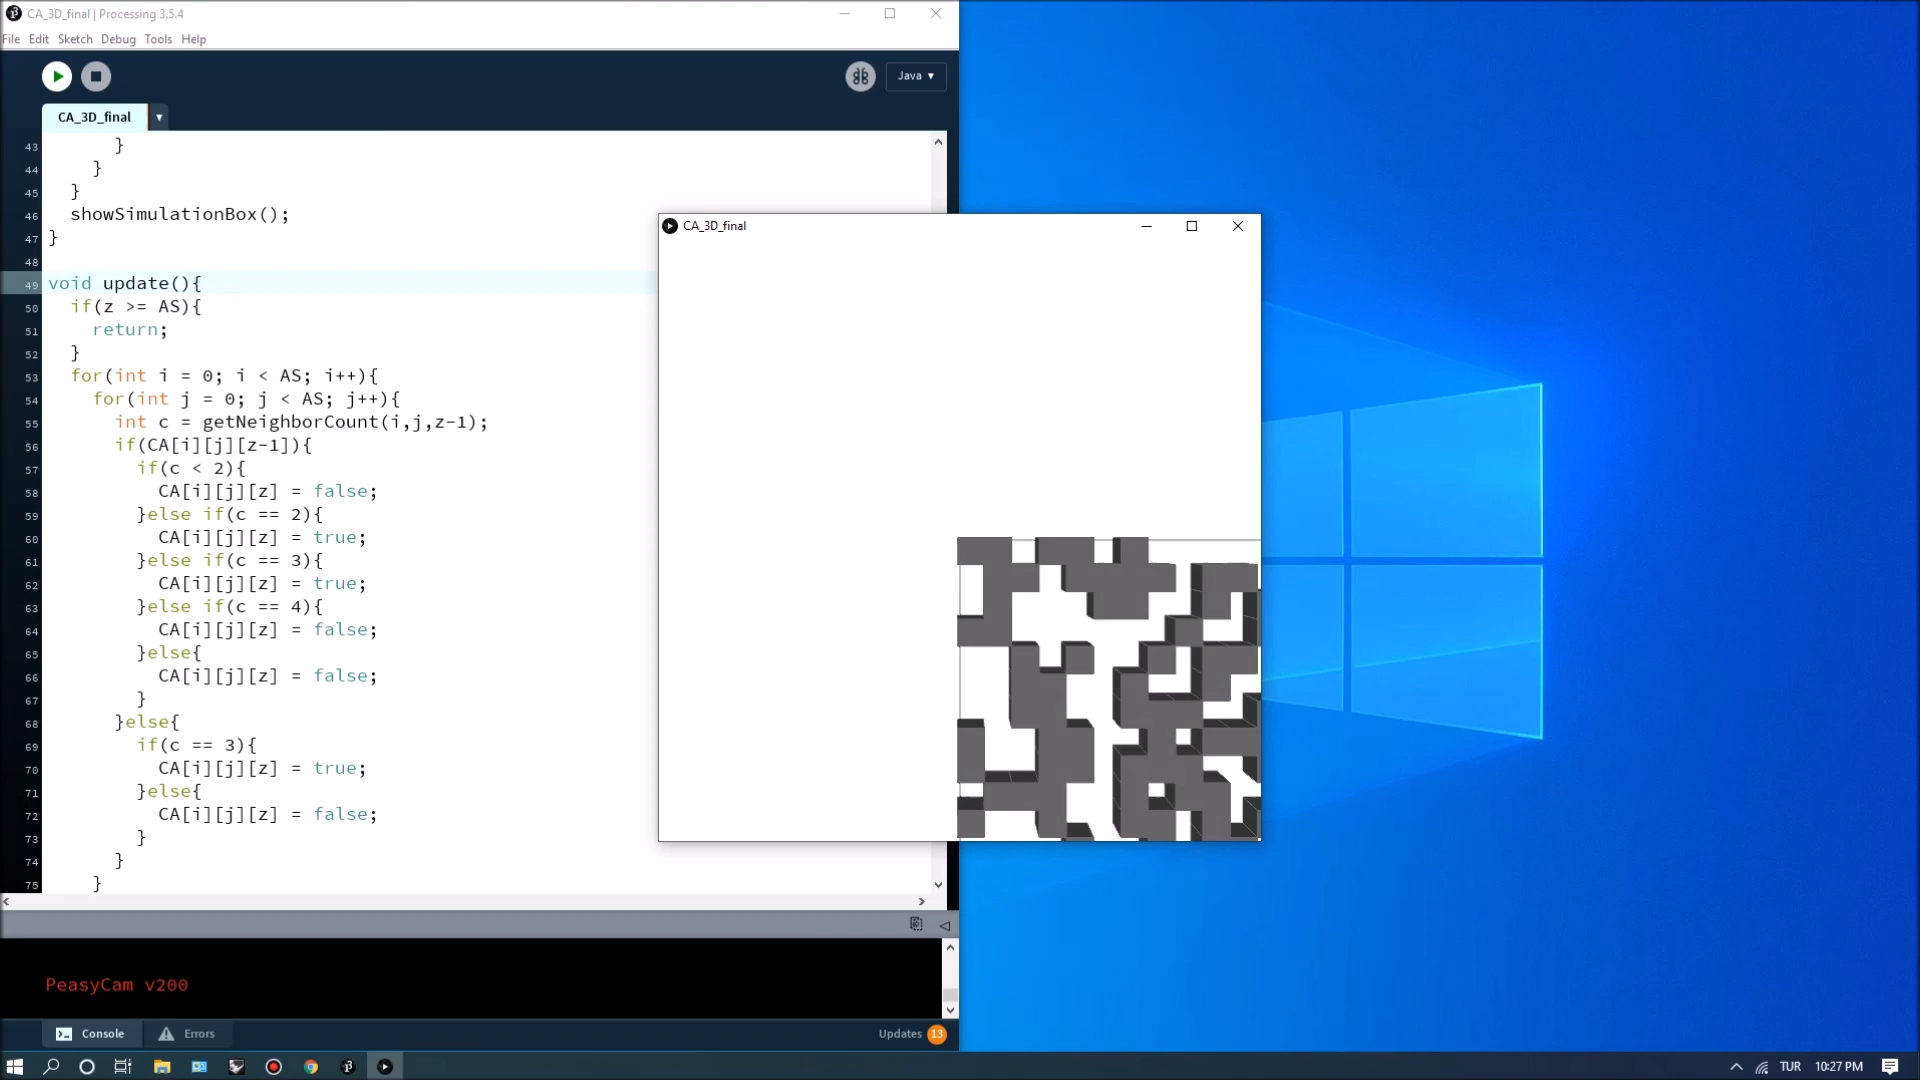 CA_3D_final | Processing 3.5.4
File Edit Sketch Debug Tools Help
Java ▾
CA_3D_final ▾
43 }
44 }
45 }
46 showSimulationBox();
47 }
48
49 void update(){
50 if(z >= AS){
51 return;
52 }
53 for(int i = 0; i < AS; i++){
54 for(int j = 0; j < AS; j++){
55 int c = getNeighborCount(i,j,z-1);
56 if(CA[i][j][z-1]){
57 if(c < 2){
58 CA[i][j][z] = false;
59 }else if(c == 2){
60 CA[i][j][z] = true;
61 }else if(c == 3){
62 CA[i][j][z] = true;
63 }else if(c == 4){
64 CA[i][j][z] = false;
65 }else{
66 CA[i][j][z] = false;
67 }
68 }else{
69 if(c == 3){
70 CA[i][j][z] = true;
71 }else{
72 CA[i][j][z] = false;
73 }
74 }
75 }
CA_3D_final
PeasyCam v200
Console Errors Updates 13
TUR 10:27 PM